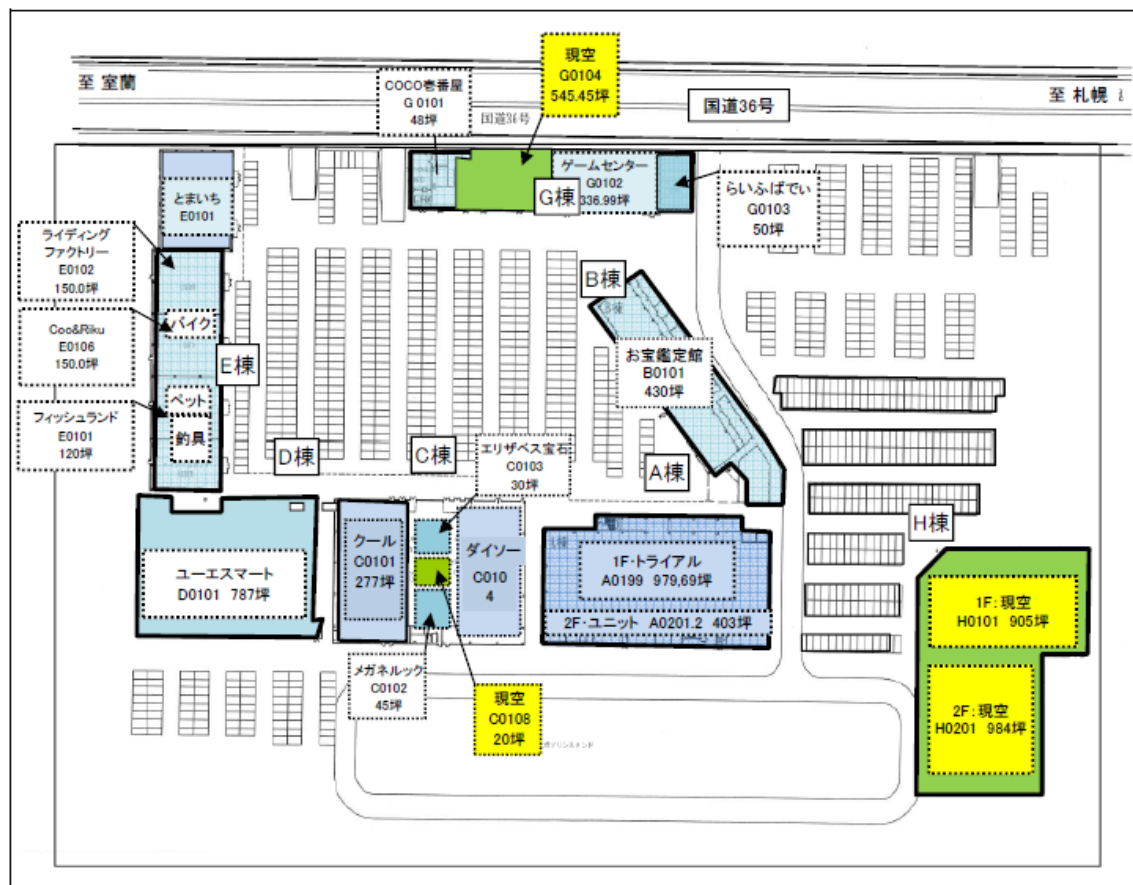 至 室蘭
COCO壱番屋
G 0101
48坪
国道36号
現空
G0104
545.45坪
国道36号
至 札幌
とまいち
E0101
ゲームセンター
G0102
336.99坪
G棟
らいふばでぃ
G0103
50坪
ライディング
ファクトリー
E0102
150.0坪
Coo&Riku
E0106
150.0坪
フィッシュランド
E0101
120坪
バイク
ペット
釣具
E棟
B棟
お宝鑑定館
B0101
430坪
D棟
C棟
A棟
H棟
エリザベス宝石
C0103
30坪
ユーエスマート
D0101 787坪
クール
C0101
277坪
ダイソー
C010
4
1F・トライアル
A0199 979,69坪
2F・ユニット A0201.2 403坪
メガネルック
C0102
45坪
現空
C0108
20坪
1F:現空
H0101 905坪
2F:現空
H0201 984坪